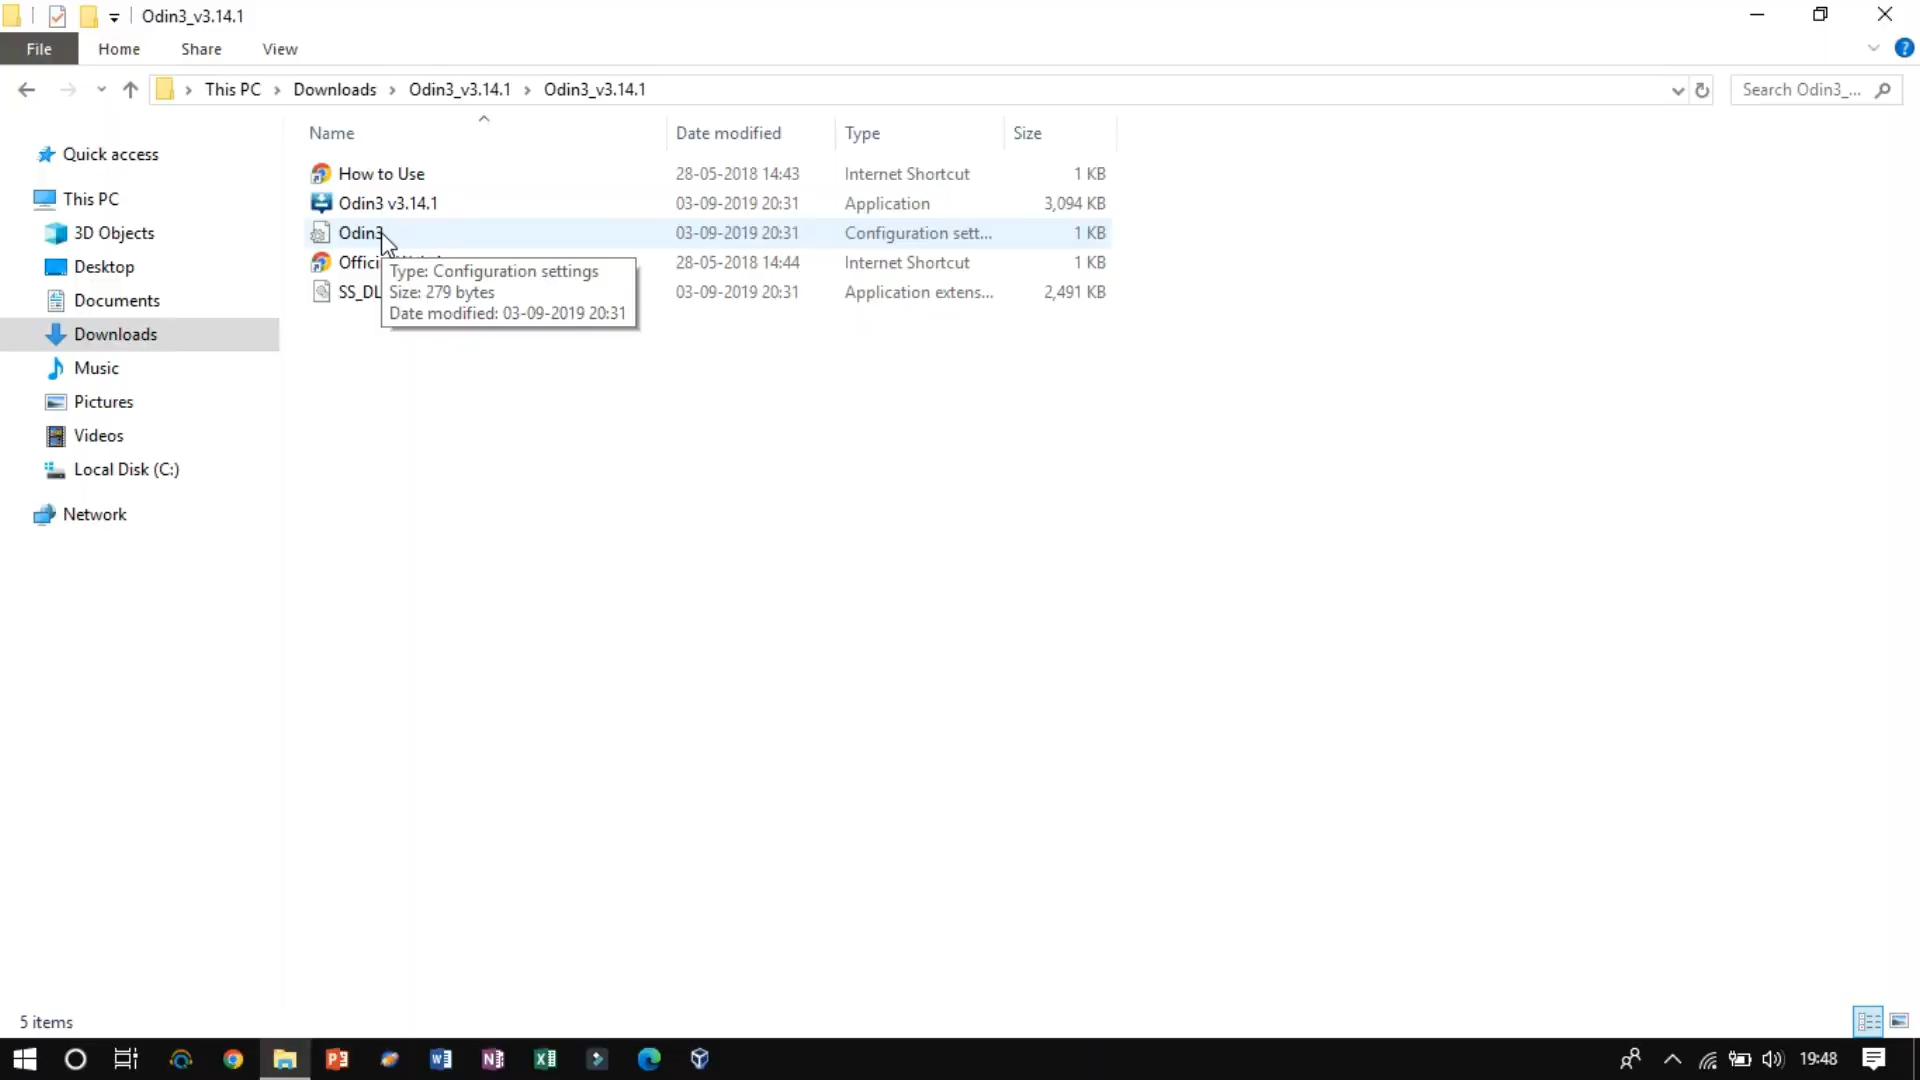 Odin3_v3.14.1
File Home Share View
This PC Downloads Odin3_v3.14.1 Odin3_v3.14.1
Search Odin3_...
Name Date modified Type Size
Quick access
This PC
3D Objects
Desktop
Documents
Downloads
Music
Pictures
Videos
Local Disk (C:)
Network
How to Use 28-05-2018 14:43 Internet Shortcut 1 KB
Odin3 v3.14.1 03-09-2019 20:31 Application 3,094 KB
Odin3 03-09-2019 20:31 Configuration sett... 1 KB
Offici 28-05-2018 14:44 Internet Shortcut 1 KB
SS_DL 03-09-2019 20:31 Application extens... 2,491 KB
Type: Configuration settings
Size: 279 bytes
Date modified: 03-09-2019 20:31
5 items
19:48